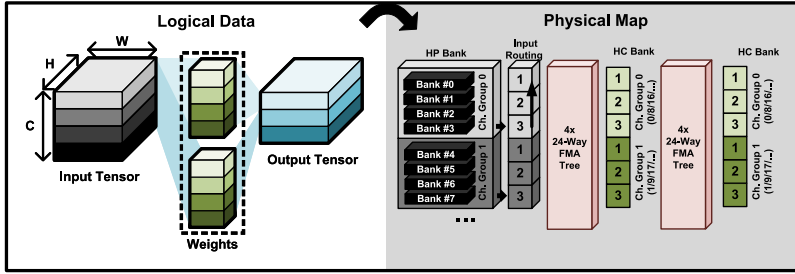 Logical Data
W
H
C
Input Tensor
Weights
Output Tensor
Physical Map
HP Bank
Bank #0
Bank #1
Bank #2
Bank #3
Ch. Group 0
Bank #4
Bank #5
Bank #6
Bank #7
Ch. Group 1
...
Input
Routing
1
2
3
1
2
3
4x
24-Way
FMA
Tree
HC Bank
1
2
3
1
2
3
Ch. Group 0
(0/8/16/...)
Ch. Group 1
(1/9/17/...)
4x
24-Way
FMA
Tree
HC Bank
1
2
3
1
2
3
Ch. Group 0
(0/8/16/...)
Ch. Group 1
(1/9/17/...)